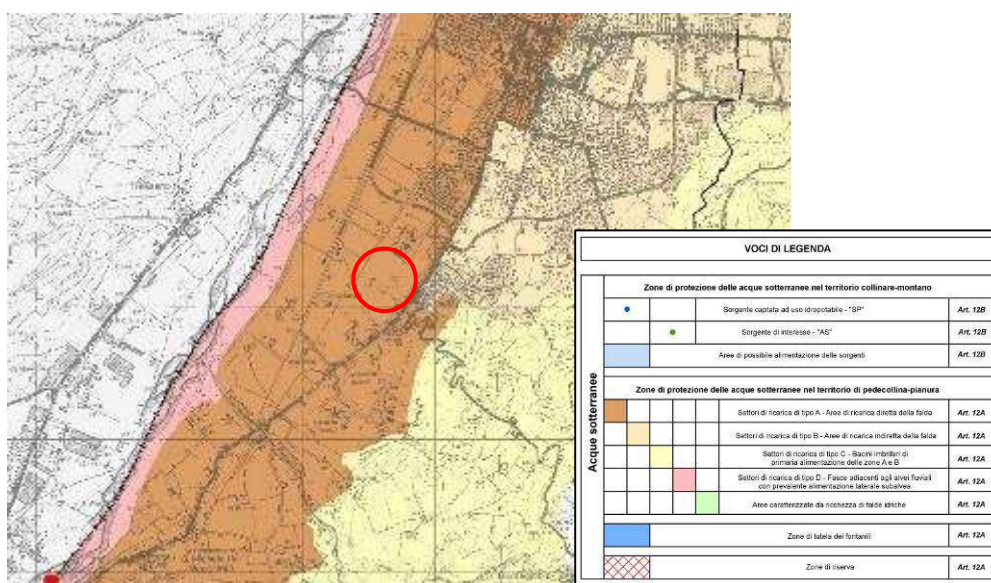 VOCI DI LEGENDA
Acque sotterranee
Zone di protezione delle acque sotterranee nel territorio collinare-montano
Sorgente captata ad uso idropotabile - "SP" Art. 12B
Sorgente di interesse - "AS" Art. 12B
Aree di possibile alimentazione delle sorgenti Art. 12B
Zone di protezione delle acque sotterranee nel territorio di pedecollina-pianura
Settori di ricarica di tipo A - Aree di ricarica diretta della falda Art. 12A
Settori di ricarica di tipo B - Aree di ricarica indiretta della falda Art. 12A
Settori di ricarica di tipo C - Bacini imbriferi di
primaria alimentazione delle zone A e B Art. 12A
Settori di ricarica di tipo D - Fasce adiacenti agli alvei fluviali
con prevalente alimentazione laterale subalvea Art. 12A
Aree caratterizzate da ricchezza di falde idriche Art. 12A
Zone di tutela dei fontanili Art. 12A
Zone di riserva Art. 12A